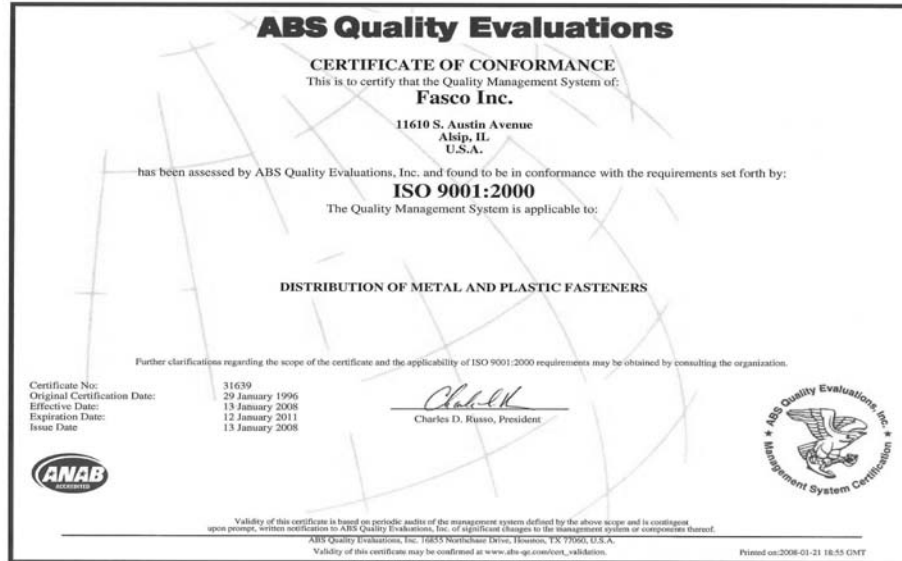 ABS Quality Evaluations
CERTIFICATE OF CONFORMANCE
This is to certify that the Quality Management System of:
Fasco Inc.
11610 S. Austin Avenue
Alsip, IL
U.S.A.
has been assessed by ABS Quality Evaluations, Inc. and found to be in conformance with the requirements set forth by:
ISO 9001:2000
The Quality Management System is applicable to:
DISTRIBUTION OF METAL AND PLASTIC FASTENERS
Further clarifications regarding the scope of the certificate and the applicability of ISO 9001:2000 requirements may be obtained by consulting the organization.
Certificate No: 31639
Original Certification Date: 29 January 1996
Effective Date: 13 January 2008
Expiration Date: 12 January 2011
Issue Date 13 January 2008
Charles D. Russo, President
ANAB
ACCREDITED
ABS Quality Evaluations, Inc.
Management System Certification
Validity of this certificate is based on periodic audits of the management system defined by the above scope and is contingent
upon prompt, written notification to ABS Quality Evaluations, Inc. of significant changes to the management system or components thereof.
ABS Quality Evaluations, Inc. 16855 Northchase Drive, Houston, TX 77060, U.S.A.
Validity of this certificate may be confirmed at www.abs-qe.com/cert_validation.
Printed on:2008-01-21 18:55 GMT